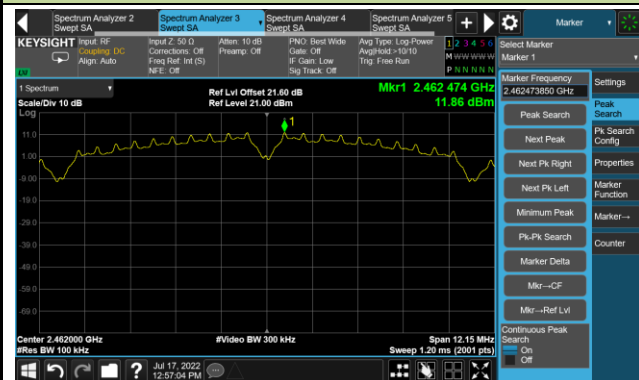 Spectrum Analyzer 2
Swept SA
Spectrum Analyzer 3
Swept SA
Spectrum Analyzer 4
Swept SA
Spectrum Analyzer 5
Swept SA
Marker
KEYSIGHT
Input: RF
Coupling: DC
Align: Auto
Input Z: 50 Ω
Corrections: Off
Freq Ref: Int (S)
NFE: Off
Atten: 10 dB
Preamp: Off
PNO: Best Wide
Gate: Off
IF Gain: Low
Sig Track: Off
Avg Type: Log-Power
Avg|Hold:>10/10
Trig: Free Run
1 2 3 4 5 6
M W W W W W
P N N N N N
LW
Select Marker
Marker 1
1 Spectrum
Scale/Div 10 dB
Log
Ref Lvl Offset 21.60 dB
Ref Level 21.00 dBm
Mkr1 2.462 474 GHz
11.86 dBm
1
11.0
1.00
-9.00
-19.0
-29.0
-39.0
-49.0
-59.0
-69.0
Center 2.462000 GHz
#Res BW 100 kHz
#Video BW 300 kHz
Span 12.15 MHz
Sweep 1.20 ms (2001 pts)
Marker Frequency
2.462473850 GHz
Peak Search
Next Peak
Next Pk Right
Next Pk Left
Minimum Peak
Pk-Pk Search
Marker Delta
Mkr→CF
Mkr→Ref Lvl
Continuous Peak
Search
On
Off
Settings
Peak
Search
Pk Search
Config
Properties
Marker
Function
Marker→
Counter
Jul 17, 2022
12:57:04 PM